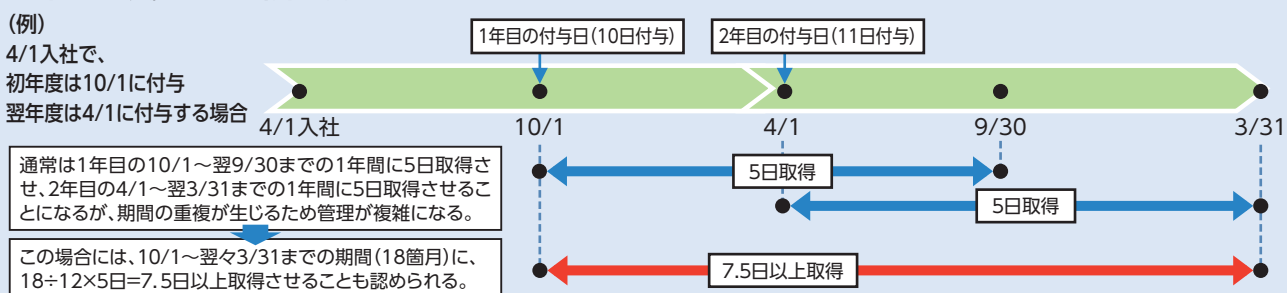 (例)
4/1入社で、
初年度は10/1に付与
翌年度は4/1に付与する場合
1年目の付与日(10日付与)
2年目の付与日(11日付与)
4/1入社
10/1
4/1
9/30
3/31
通常は1年目の10/1～翌9/30までの1年間に5日取得さ
せ、2年目の4/1～翌3/31までの1年間に5日取得させるこ
とになるが、期間の重複が生じるため管理が複雑になる。
5日取得
5日取得
この場合には、10/1～翌々3/31までの期間(18箇月)に、
18÷12×5日=7.5日以上取得させることも認められる。
7.5日以上取得